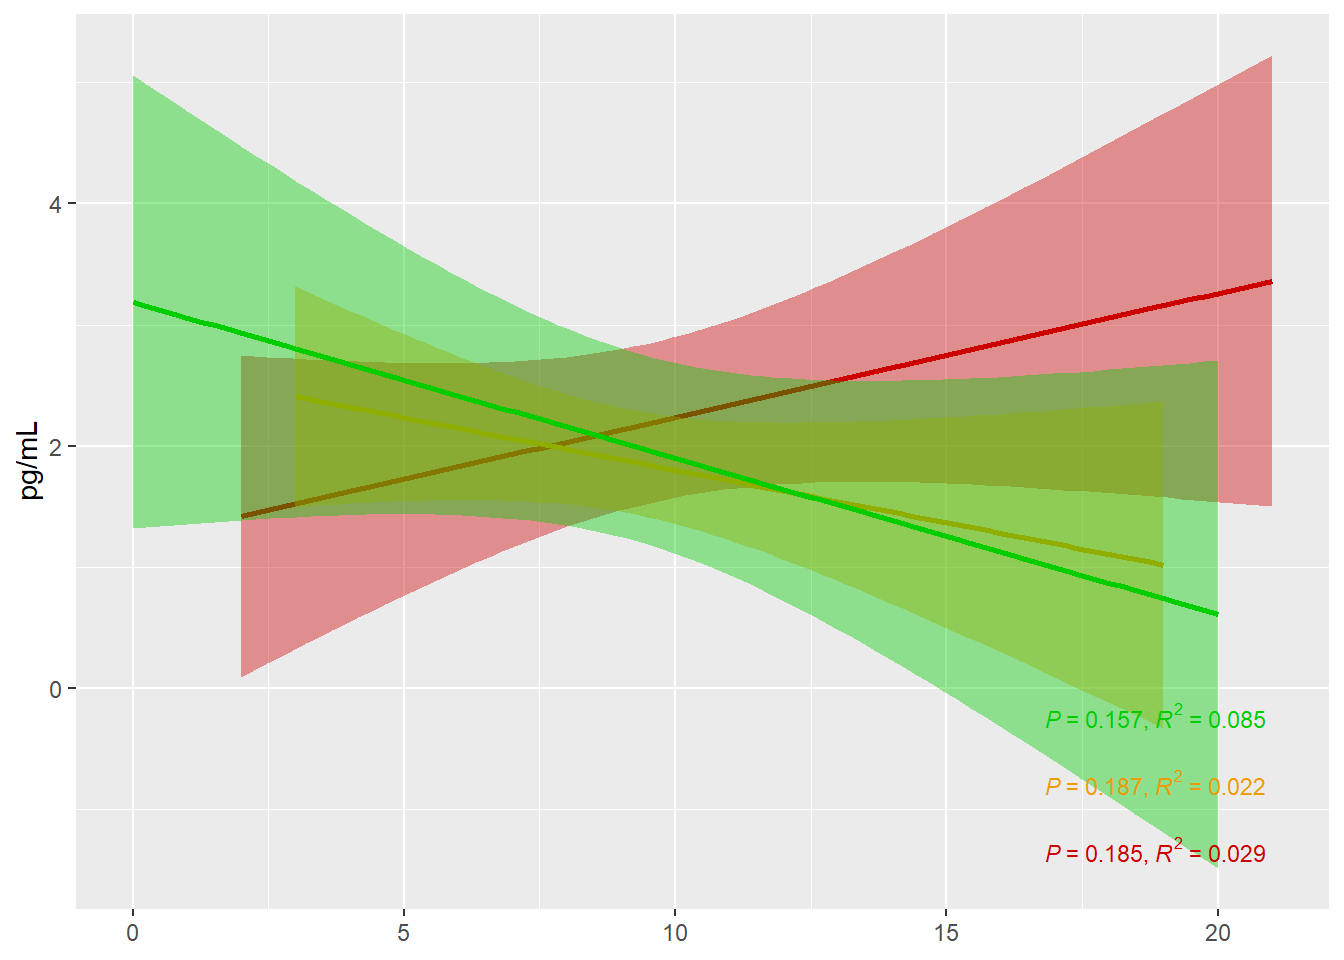 pg/mL
4
2
0
P = 0.157, R² = 0.085
P = 0.187, R² = 0.022
P = 0.185, R² = 0.029
0 5 10 15 20